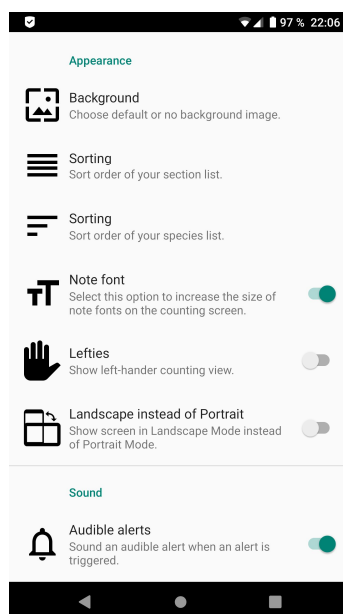 97 % 22:06
Appearance
Background
Choose default or no background image.
Sorting
Sort order of your section list.
Sorting
Sort order of your species list.
Note font
Select this option to increase the size of
note fonts on the counting screen.
Lefties
Show left-hander counting view.
Landscape instead of Portrait
Show screen in Landscape Mode instead
of Portrait Mode.
Sound
Audible alerts
Sound an audible alert when an alert is
triggered.